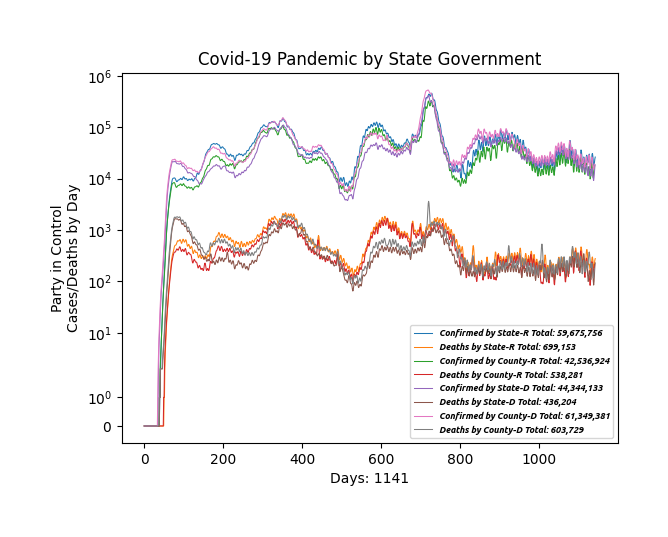 Covid-19 Pandemic by State Government
10^6
10^5
10^4
10^3
10^2
10^1
10^0
0
Party in Control
Cases/Deaths by Day
Confirmed by State-R Total: 59,675,756
Deaths by State-R Total: 699,153
Confirmed by County-R Total: 42,536,924
Deaths by County-R Total: 538,281
Confirmed by State-D Total: 44,344,133
Deaths by State-D Total: 436,204
Confirmed by County-D Total: 61,349,381
Deaths by County-D Total: 603,729
0 200 400 600 800 1000
Days: 1141